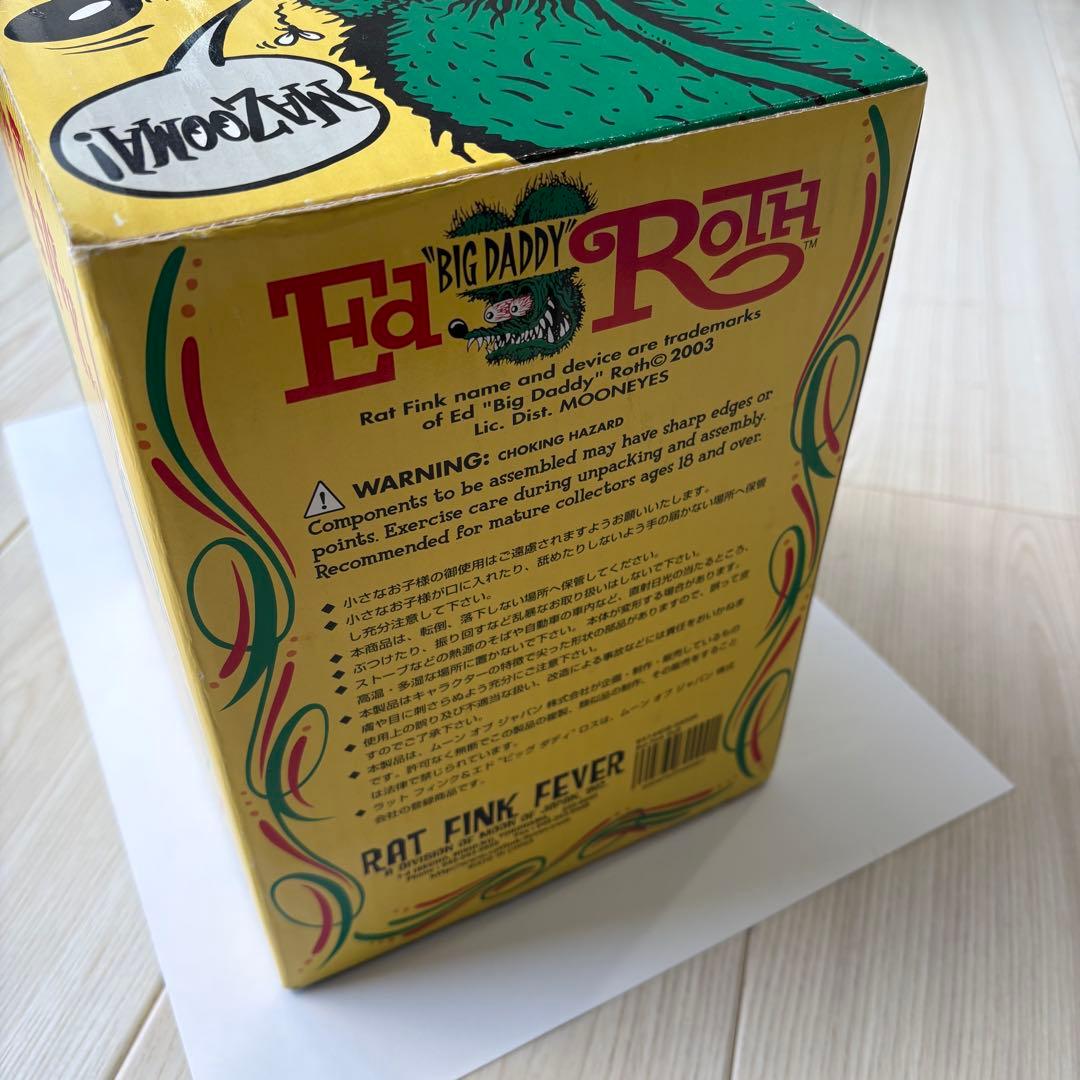 MAZOOMA!
Ed "BIG DADDY" ROTH™
Rat Fink name and device are trademarks
of Ed "Big Daddy" Roth© 2003
Lic. Dist. MOONEYES
WARNING: CHOKING HAZARD
Components to be assembled may have sharp edges or
points. Exercise care during unpacking and assembly.
Recommended for mature collectors ages 18 and over.
◆ 小さなお子様の御使用はご遠慮されますようお願いいたします。
◆ 小さなお子様が口に入れたり、舐めたりしないよう手の届かない場所へ保管
し充分注意して下さい。
◆ 本商品は、転倒、落下しない場所へ保管してください。
◆ ぶつけたり、振り回すなど乱暴なお取り扱いはしないで下さい。
◆ ストーブなどの熱源のそばや自動車の車内など、直射日光の当たるところ、
高温・多湿な場所に置かないで下さい。本体が変形する場合があります。
◆ 本製品はキャラクターの特徴で尖った形状の部品がありますので、誤って皮
膚や目に刺さらぬよう充分にご注意下さい。
◆ 使用上の誤り及び不適当な扱い、改造による事故などには責任をおいかねま
すのでご了承下さい。
◆ 本製品は、ムーン オブ ジャパン 株式会社が企画・制作・販売しているもの
です。許可なく無断でこの製品の複製、類似品の制作、その販売をすること
は法律で禁じられています。
◆ ラット フィンク&エド "ビッグ ダディ" ロスは、ムーン オブ ジャパン 株式
会社の登録商品です。
RAT FINK FEVER
A DIVISION OF MOON OF JAPAN, INC.
MADE IN CHINA